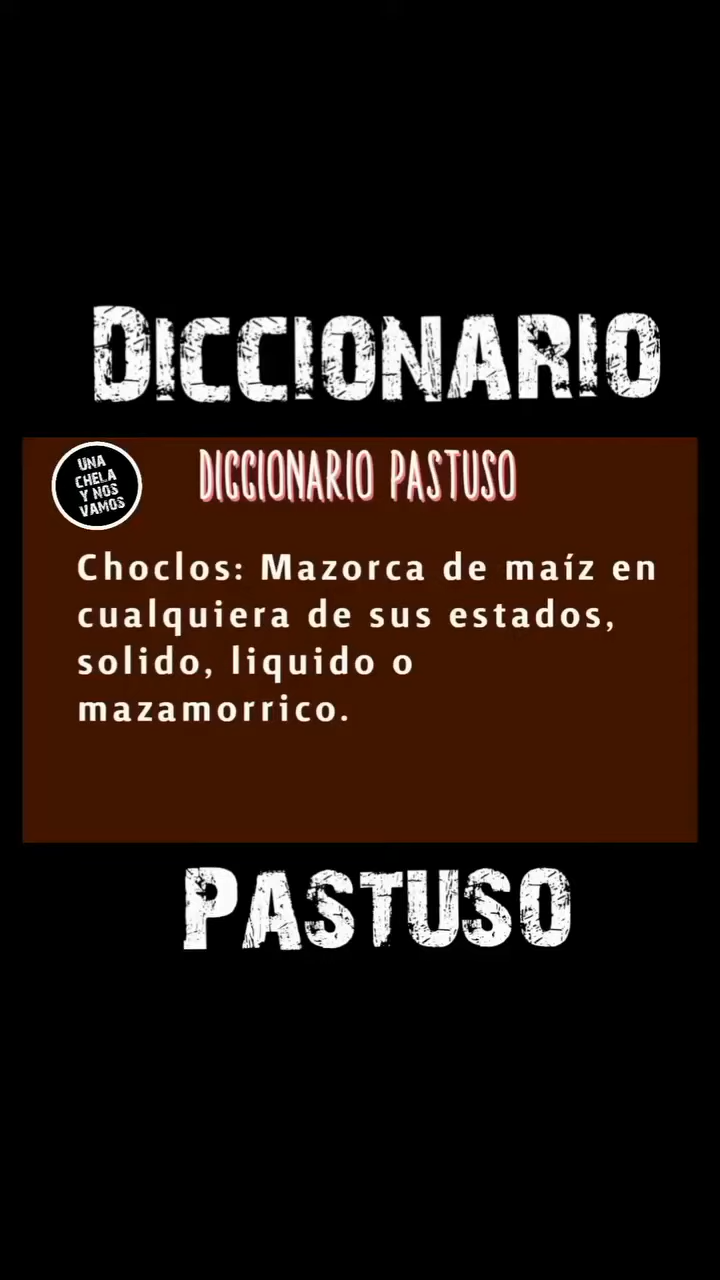 DICCIONARIO
UNA
CHELA
Y NOS
VAMOS
DICCIONARIO PASTUSO
Choclos: Mazorca de maíz en
cualquiera de sus estados,
solido, liquido o
mazamorrico.
PASTUSO